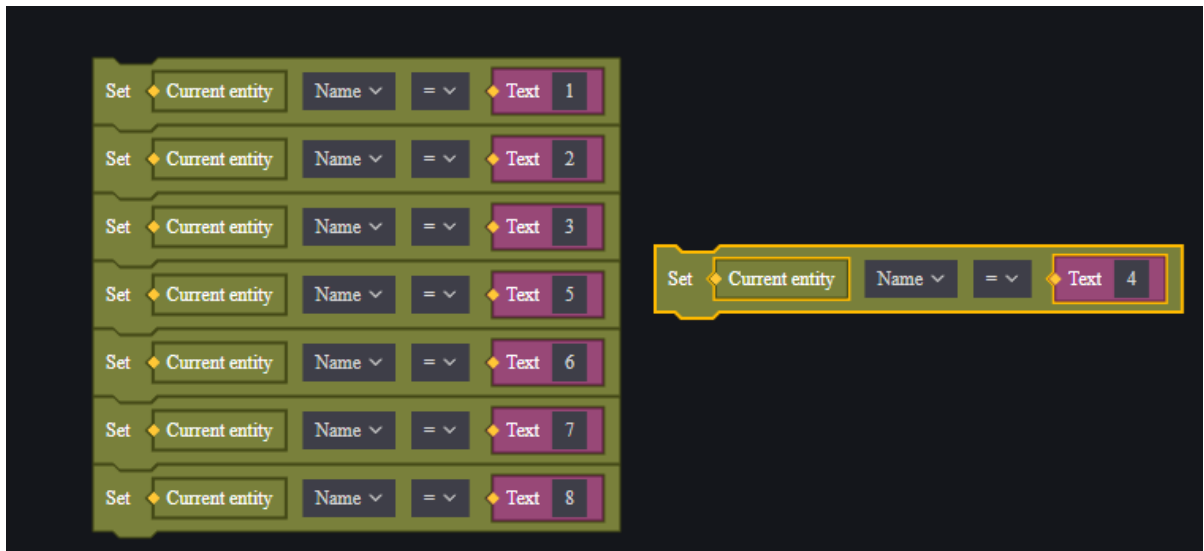 Set Current entity Name = Text 1
Set Current entity Name = Text 2
Set Current entity Name = Text 3
Set Current entity Name = Text 5
Set Current entity Name = Text 6
Set Current entity Name = Text 7
Set Current entity Name = Text 8
Set Current entity Name = Text 4